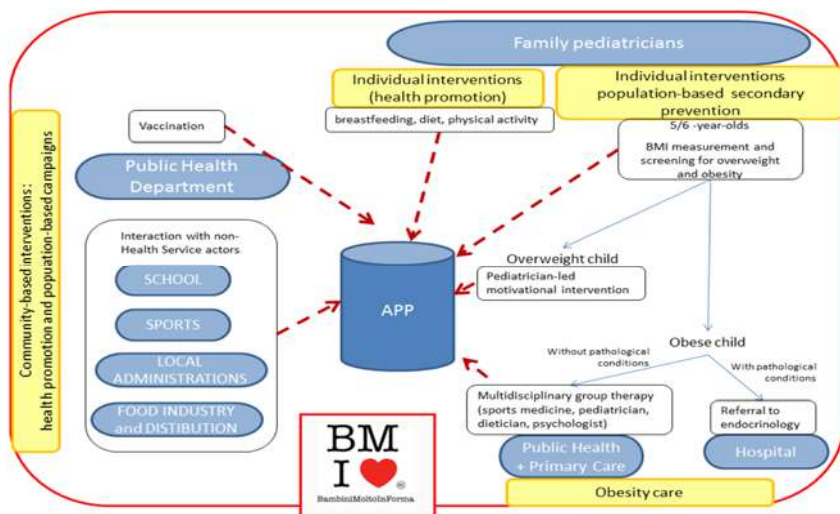 Family pediatricians
Individual interventions
(health promotion)
breastfeeding, diet, physical activity
Individual interventions
population-based secondary
prevention
5/6 -year-olds
BMI measurement and
screening for overweight
and obesity
Vaccination
Public Health
Department
Community-based interventions:
health promotion and popuation-based campaigns
Interaction with non-
Health Service actors
SCHOOL
SPORTS
LOCAL
ADMINISTRATIONS
FOOD INDUSTRY
and DISTIBUTION
APP
Overweight child
Pediatrician-led
motivational intervention
Obese child
Without pathological
conditions
With pathological
conditions
Multidisciplinary group therapy
(sports medicine, pediatrician,
dietician, psychologist)
Referral to
endocrinology
Public Health
+ Primary Care
Hospital
Obesity care
BM
I
BambiniMoltoInForma